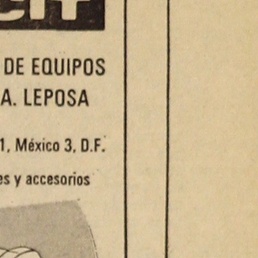 DE EQUIPOS
A. LEPOSA
1, México 3, D.F.
es y accesorios